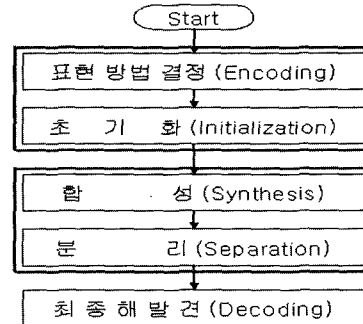 Start
표현 방법 결정 (Encoding)
초 기 화 (Initialization)
합 성 (Synthesis)
분 리 (Separation)
최 종 해 발 견 (Decoding)